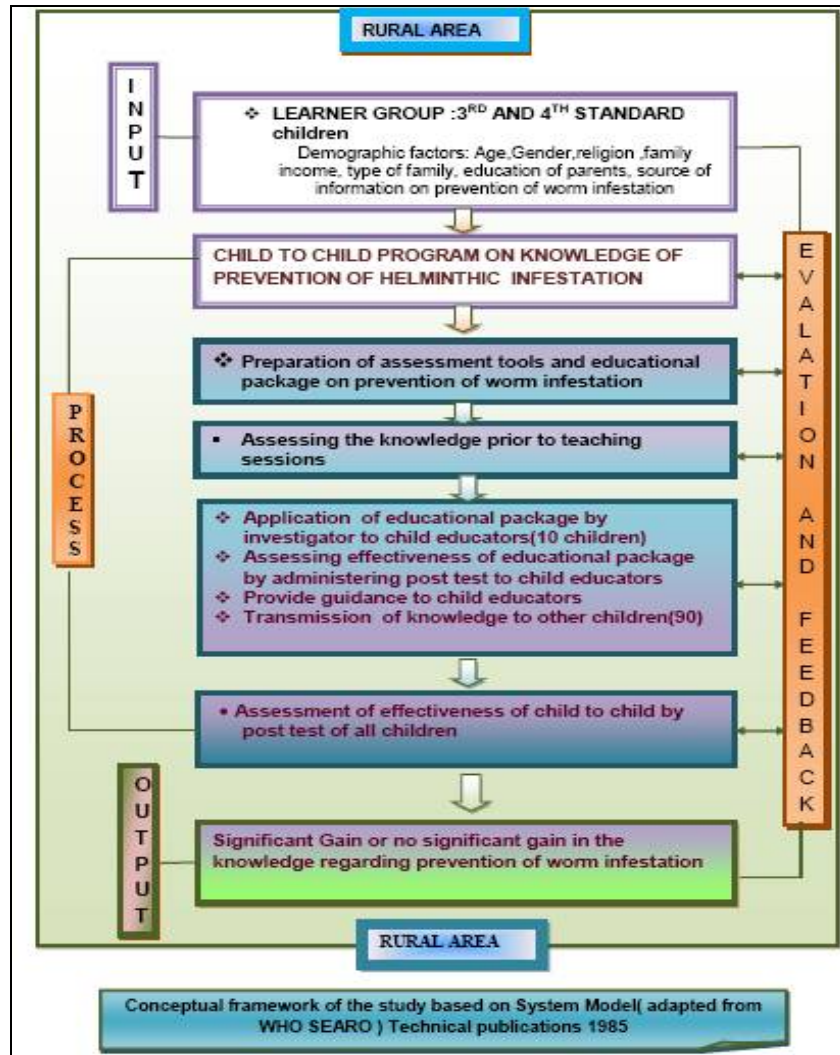 RURAL AREA
INPUT
❖ LEARNER GROUP :3RD AND 4TH STANDARD
children
Demographic factors: Age,Gender,religion ,family
income, type of family, education of parents, source of
information on prevention of worm infestation
CHILD TO CHILD PROGRAM ON KNOWLEDGE OF
PREVENTION OF HELMINTHIC INFESTATION
❖ Preparation of assessment tools and educational
package on prevention of worm infestation
PROCESS
▪ Assessing the knowledge prior to teaching
sessions
❖ Application of educational package by
investigator to child educators(10 children)
❖ Assessing effectiveness of educational package
by administering post test to child educators
❖ Provide guidance to child educators
❖ Transmission of knowledge to other children(90)
EVALATION AND FEEDBACK
• Assessment of effectiveness of child to child by
post test of all children
OUTPUT
Significant Gain or no significant gain in the
knowledge regarding prevention of worm infestation
RURAL AREA
Conceptual framework of the study based on System Model( adapted from
WHO SEARO ) Technical publications 1985